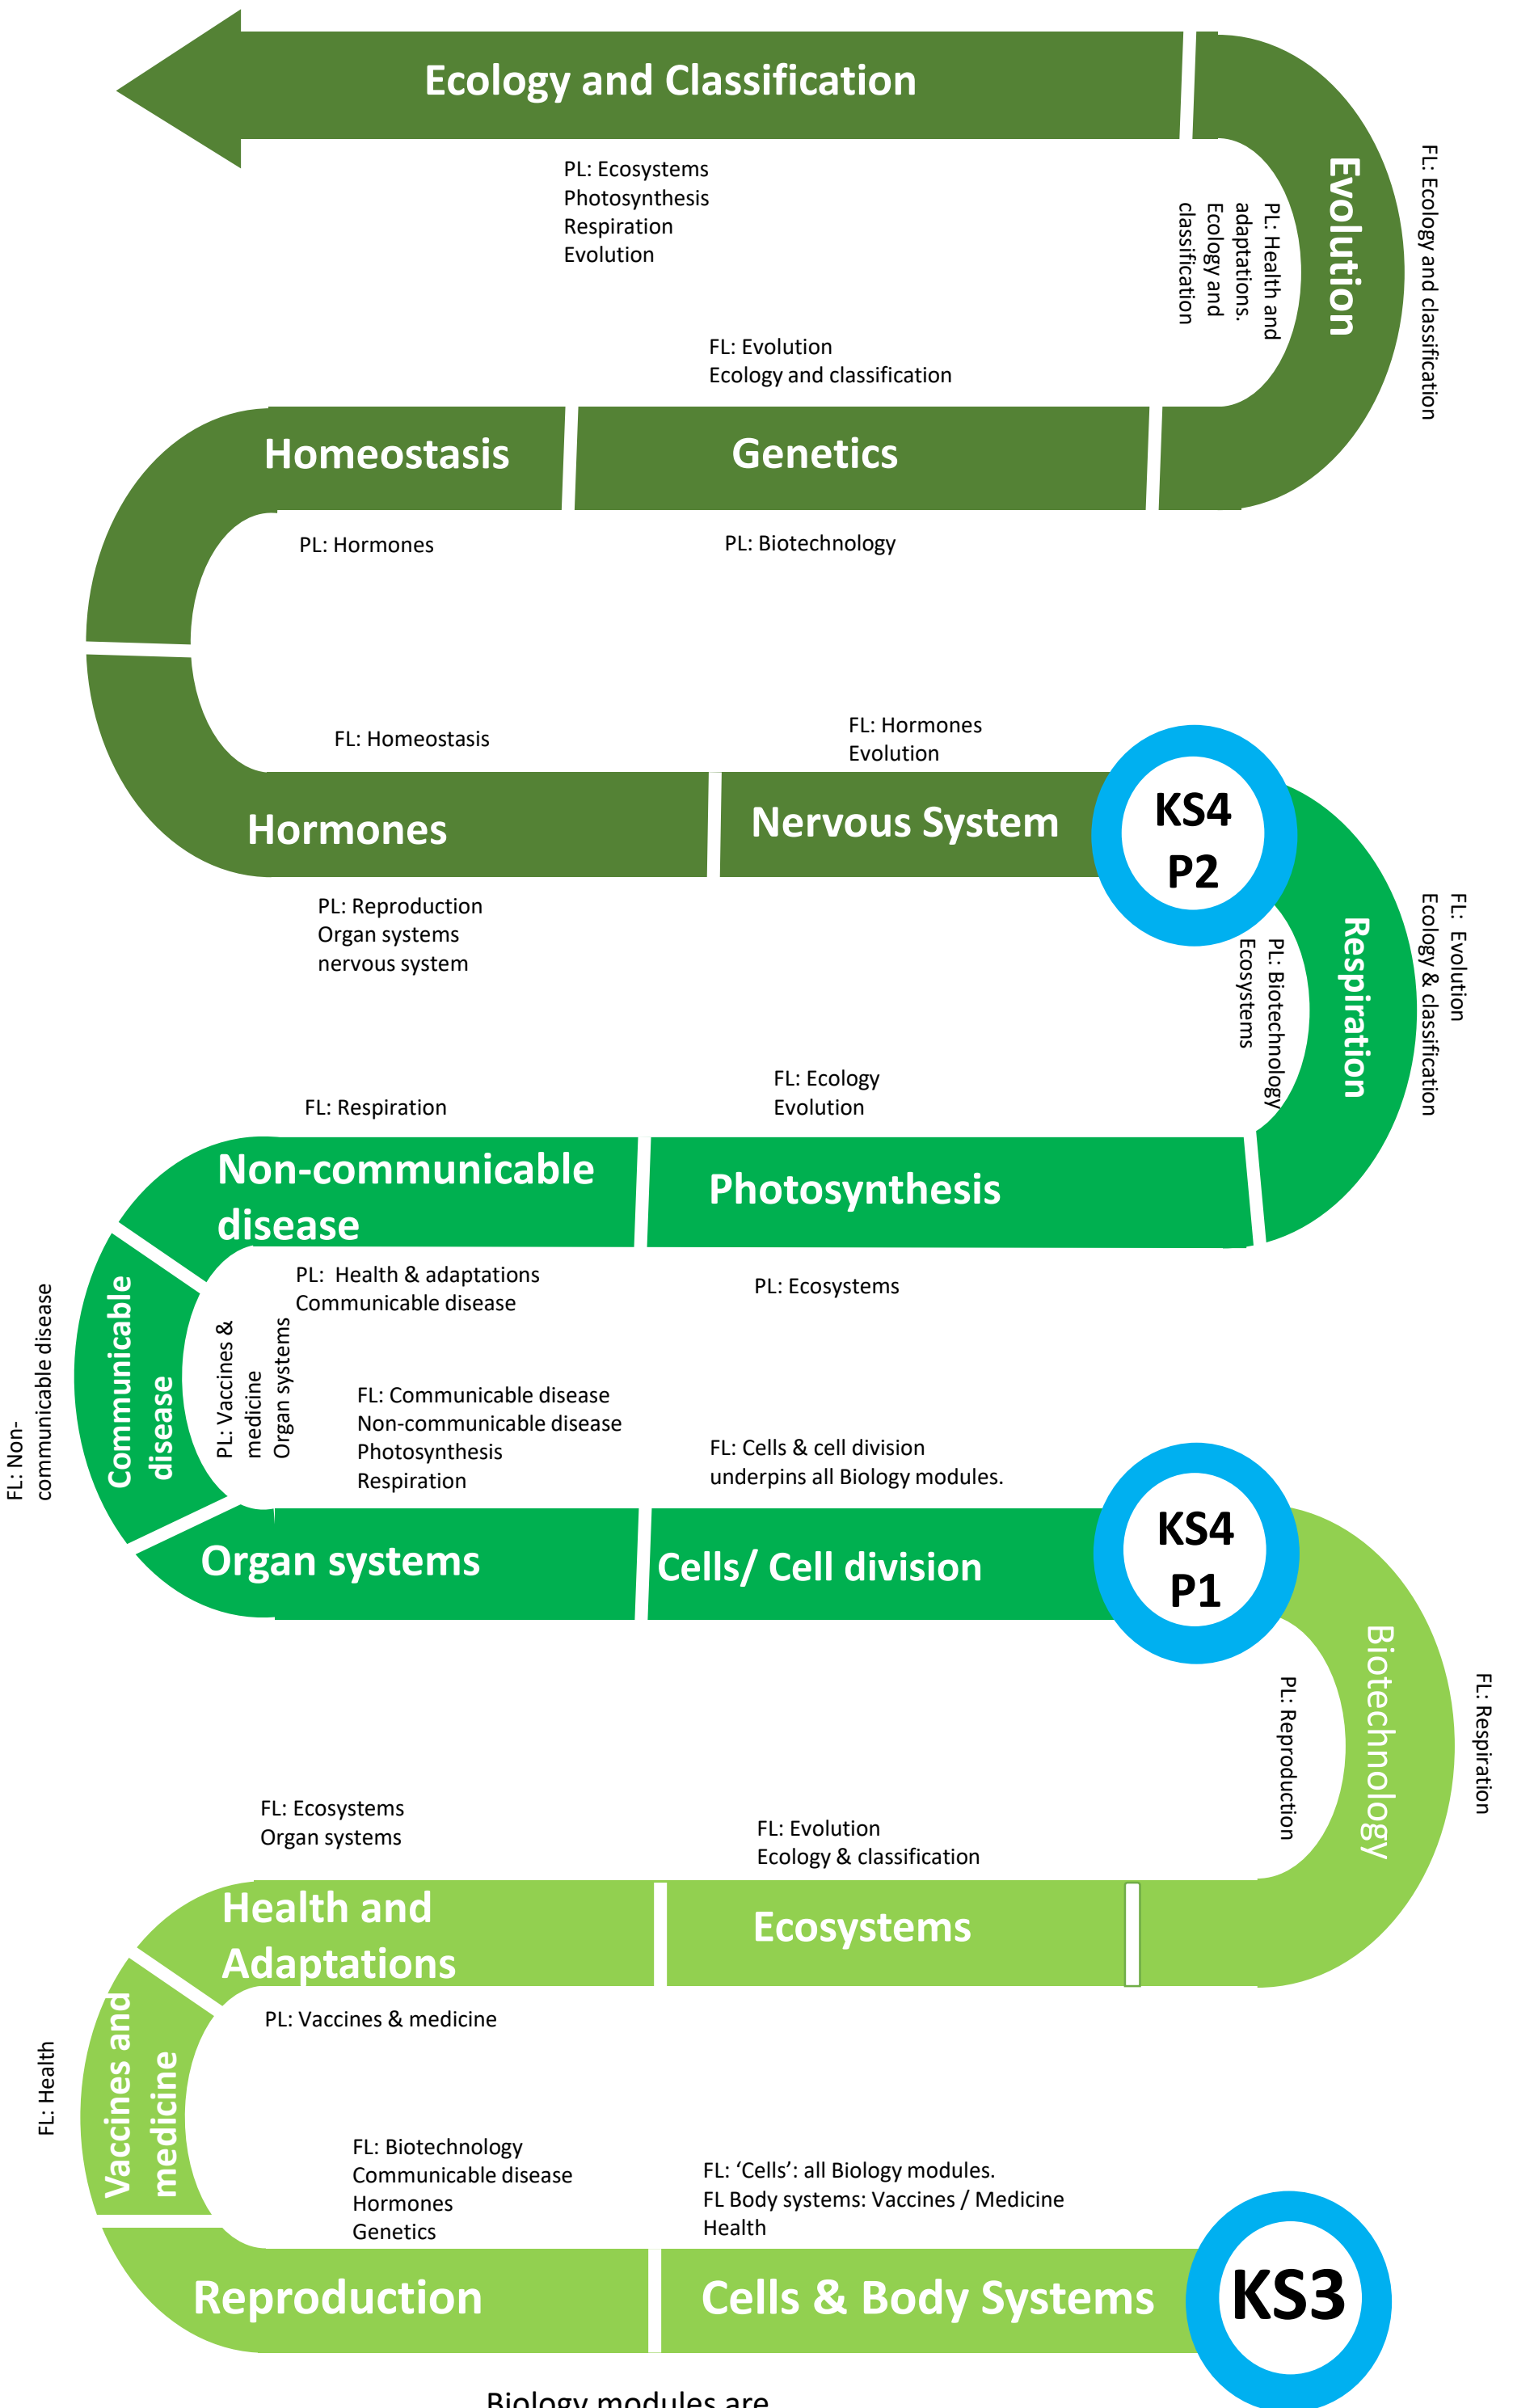 Ecology and Classification
PL: Ecosystems
Photosynthesis
Respiration
Evolution
Evolution
FL: Ecology and classification
PL: Health and
adaptations.
Ecology and
classification
FL: Evolution
Ecology and classification
Homeostasis
Genetics
PL: Hormones
PL: Biotechnology
FL: Homeostasis
FL: Hormones
Evolution
Hormones
Nervous System
KS4
P2
PL: Reproduction
Organ systems
nervous system
Respiration
FL: Evolution
Ecology & classification
PL: Biotechnology
Ecosystems
FL: Respiration
FL: Ecology
Evolution
Non-communicable
disease
Photosynthesis
PL: Health & adaptations
Communicable disease
PL: Ecosystems
Communicable
disease
FL: Non-
communicable disease
PL: Vaccines &
medicine
Organ systems
FL: Communicable disease
Non-communicable disease
Photosynthesis
Respiration
FL: Cells & cell division
underpins all Biology modules.
Organ systems
Cells/ Cell division
KS4
P1
Biotechnology
FL: Respiration
PL: Reproduction
FL: Ecosystems
Organ systems
FL: Evolution
Ecology & classification
Health and
Adaptations
Ecosystems
PL: Vaccines & medicine
Vaccines and
medicine
FL: Health
FL: Biotechnology
Communicable disease
Hormones
Genetics
FL: ‘Cells’: all Biology modules.
FL Body systems: Vaccines / Medicine
Health
Reproduction
Cells & Body Systems
KS3
Biology modules are